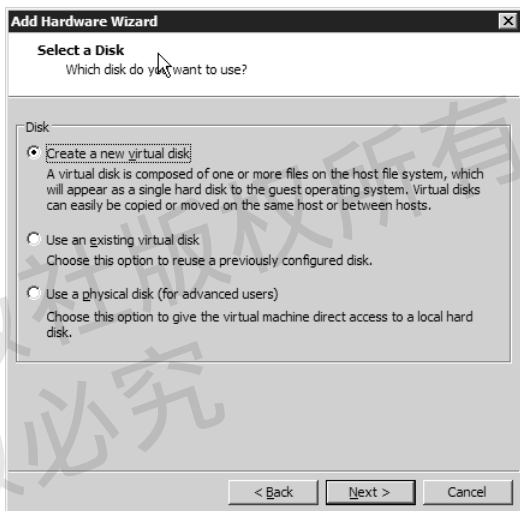 Add Hardware Wizard
Select a Disk
Which disk do you want to use?
Disk
Create a new virtual disk
A virtual disk is composed of one or more files on the host file system, which
will appear as a single hard disk to the guest operating system. Virtual disks
can easily be copied or moved on the same host or between hosts.
Use an existing virtual disk
Choose this option to reuse a previously configured disk.
Use a physical disk (for advanced users)
Choose this option to give the virtual machine direct access to a local hard
disk.
< Back
Next >
Cancel
社版权所有
必究